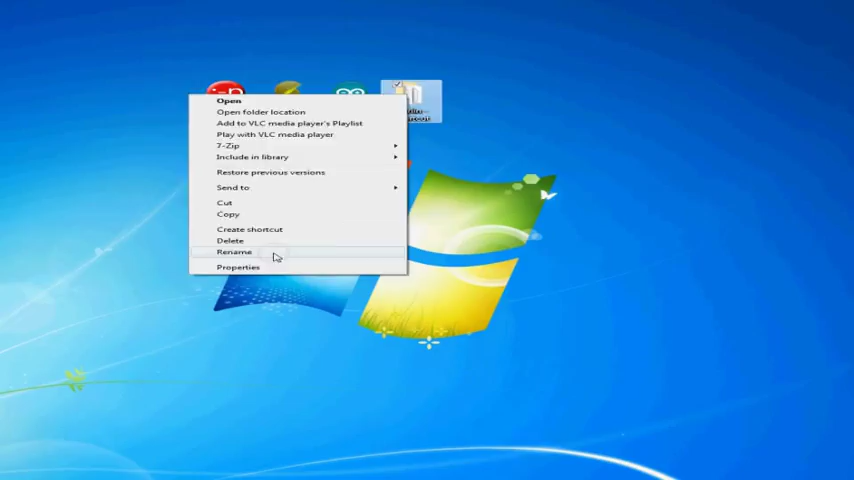 Open
Open folder location
Add to VLC media player's Playlist
Play with VLC media player
7-Zip
Include in library
Restore previous versions
Send to
Cut
Copy
Create shortcut
Delete
Rename
Properties